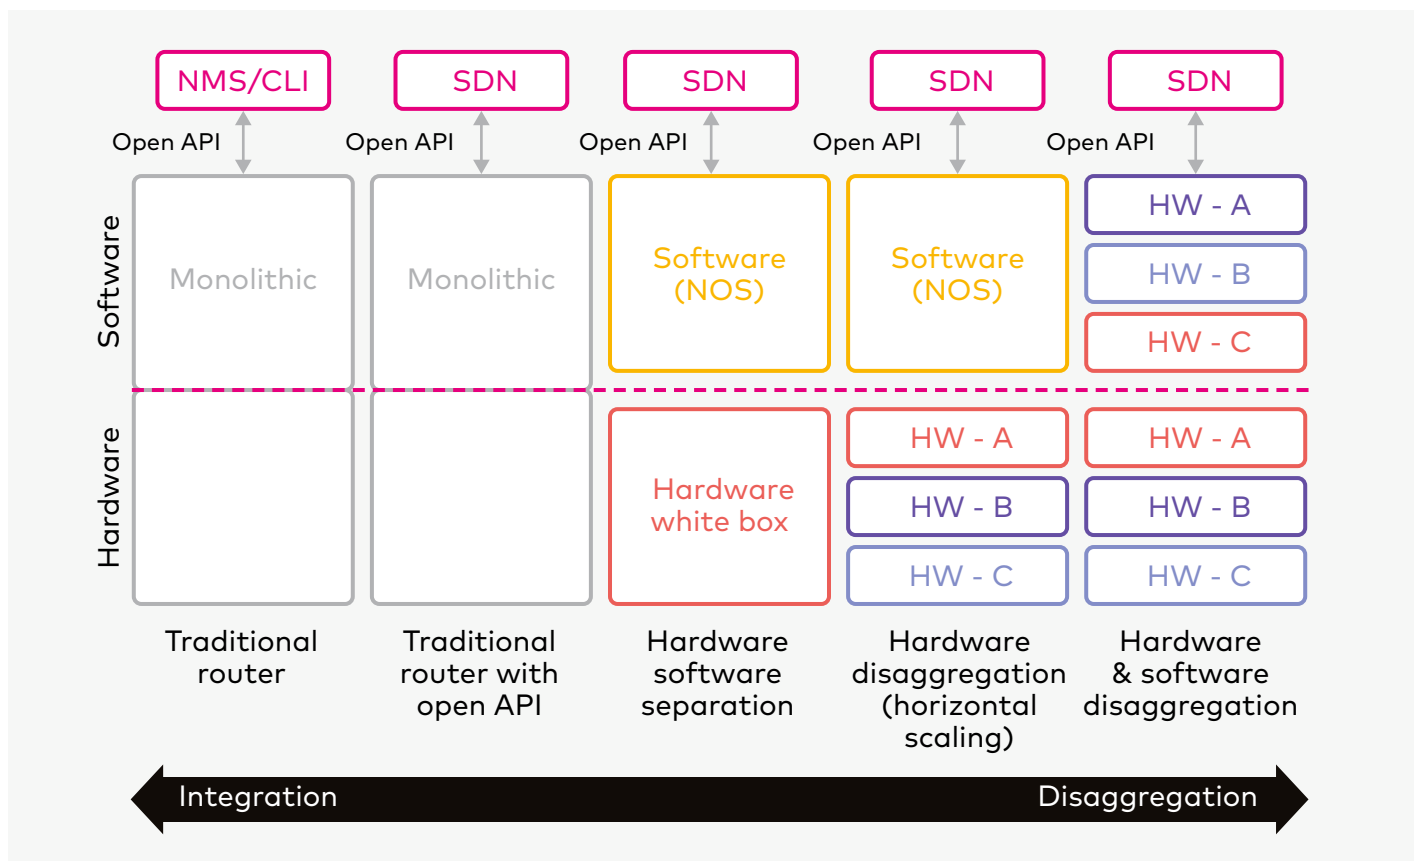 NMS/CLI
SDN
SDN
SDN
SDN
Open API
Open API
Open API
Open API
Open API
Software
Monolithic
Monolithic
Software
(NOS)
Software
(NOS)
HW - A
HW - B
HW - C
Hardware
Hardware
white box
HW - A
HW - B
HW - C
HW - A
HW - B
HW - C
Traditional
router
Traditional
router with
open API
Hardware
software
separation
Hardware
disaggregation
(horizontal
scaling)
Hardware
& software
disaggregation
Integration
Disaggregation